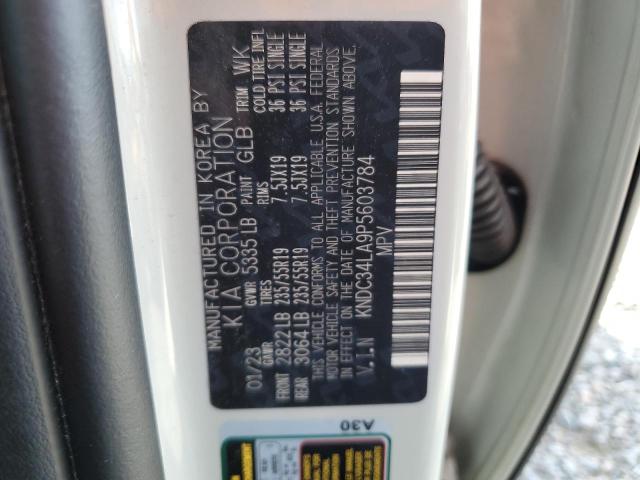 MANUFACTURED IN KOREA BY
KIA CORPORATION
01/23 GVWR 5335 LB PAINT GLB TRIM WK
GAWR TIRES RIMS COLD TIRE INFL
FRONT 2822 LB 235/55R19 7.5JX19 36 PSI SINGLE
REAR 3064 LB 235/55R19 7.5JX19 36 PSI SINGLE
THIS VEHICLE CONFORMS TO ALL APPLICABLE U.S.A. FEDERAL
MOTOR VEHICLE SAFETY AND THEFT PREVENTION STANDARDS
IN EFFECT ON THE DATE OF MANUFACTURE SHOWN ABOVE.
V.I.N KNDC34LA9P5603784
MPV
A30